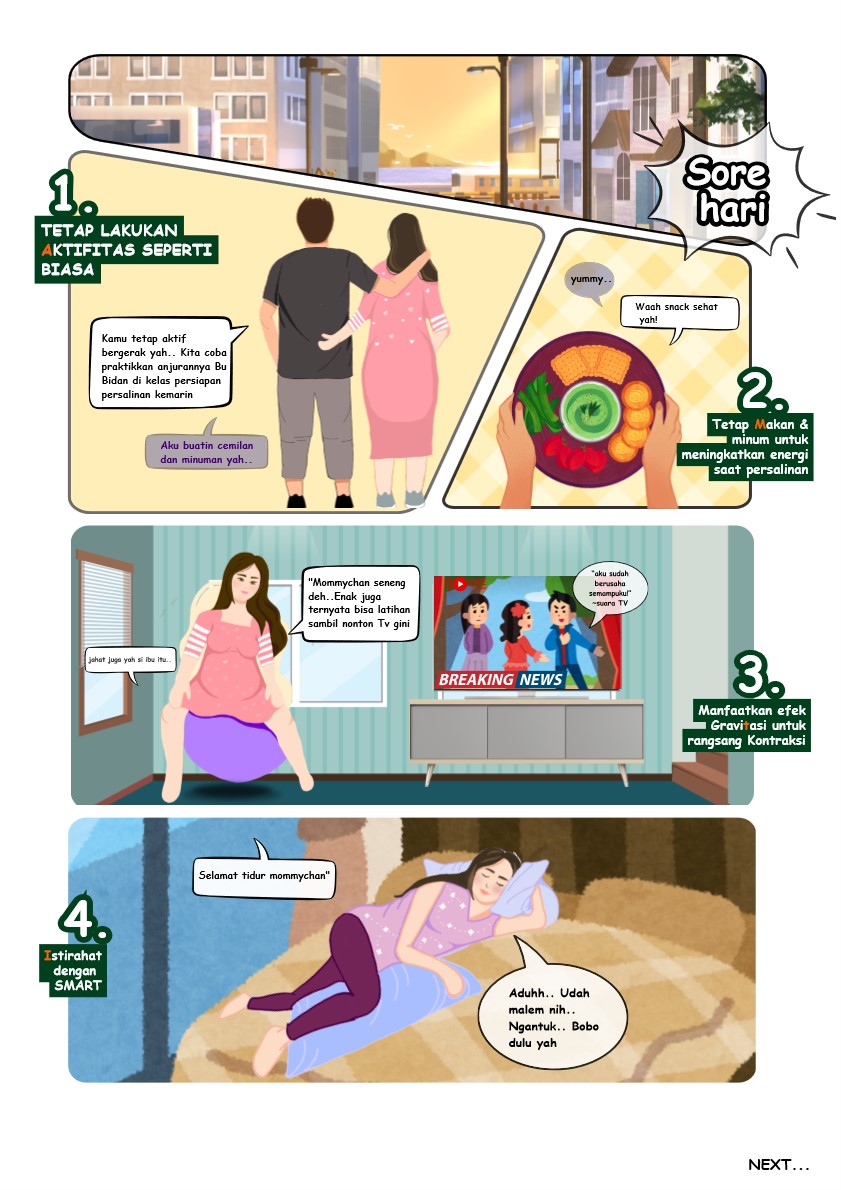 Sore
hari
1.
TETAP LAKUKAN
AKTIFITAS SEPERTI
BIASA
Kamu tetap aktif
bergerak yah.. Kita coba
praktikkan anjurannya Bu
Bidan di kelas persiapan
persalinan kemarin
Aku buatin cemilan
dan minuman yah..
yummy..
Waah snack sehat
yah!
2.
Tetap Makan &
minum untuk
meningkatkan energi
saat persalinan
"Mommychan seneng
deh..Enak juga
ternyata bisa latihan
sambil nonton Tv gini
"aku sudah
berusaha
semampuku!"
~suara TV
jahat juga yah si ibu itu..
BREAKING NEWS
3.
Manfaatkan efek
Gravitasi untuk
rangsang Kontraksi
Selamat tidur mommychan"
4.
Istirahat
dengan
SMART
Aduhh.. Udah
malem nih..
Ngantuk.. Bobo
dulu yah
NEXT...